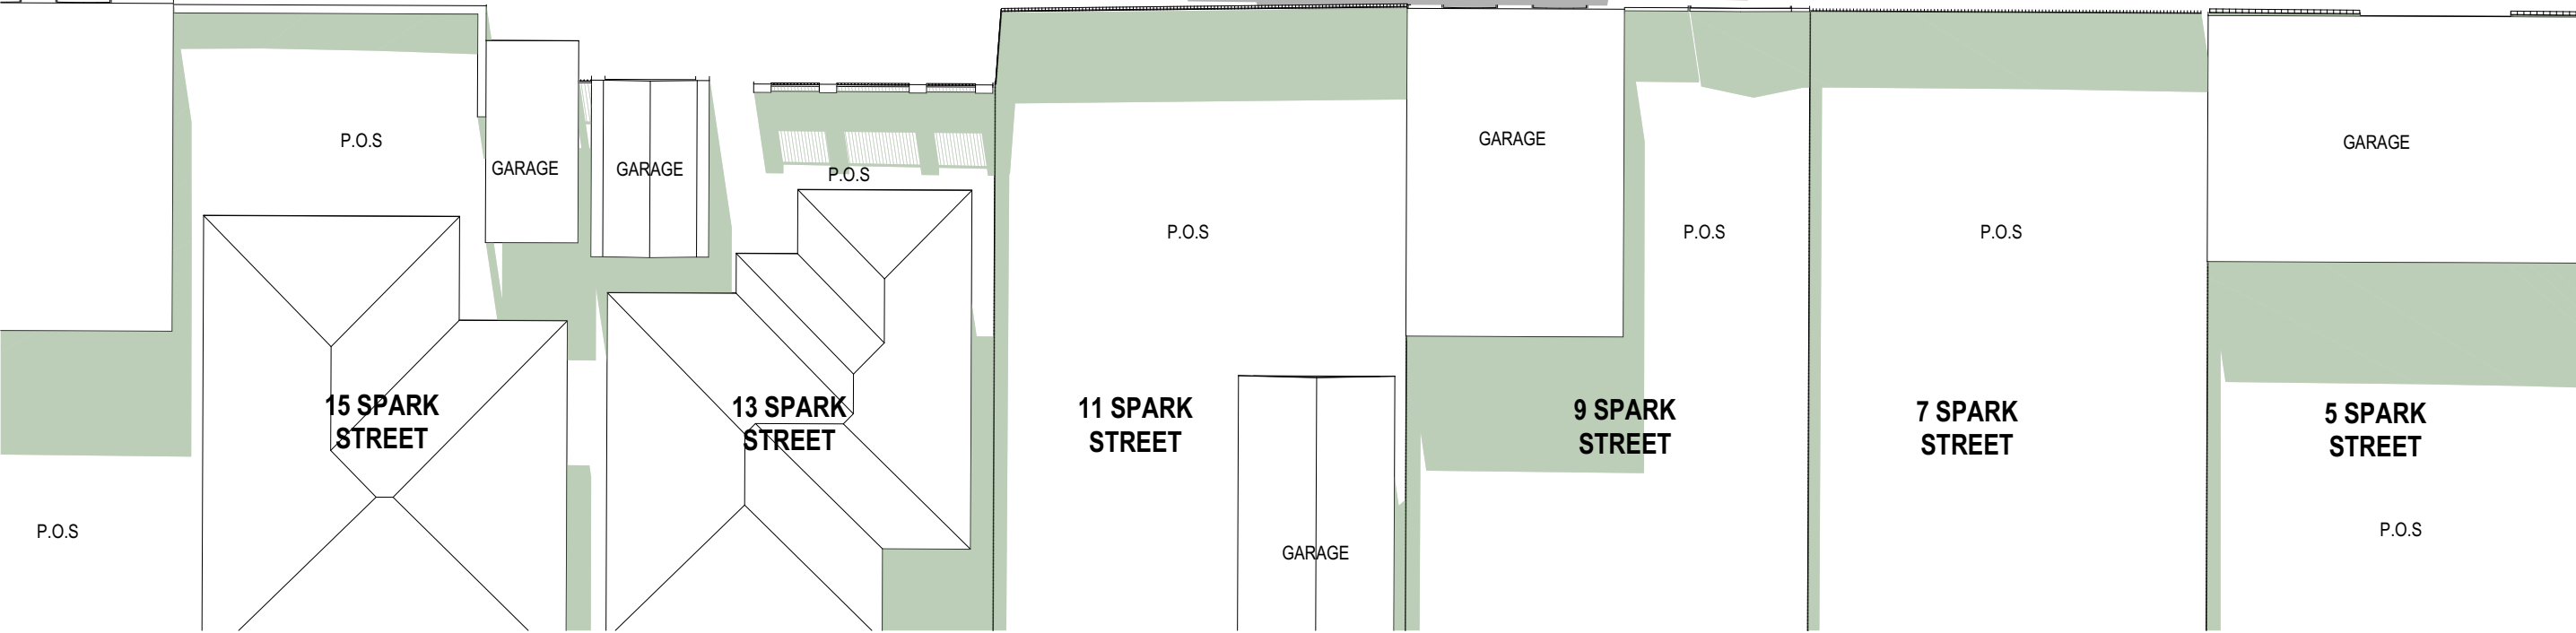 P.O.S
GARAGE
GARAGE
P.O.S
P.O.S
GARAGE
P.O.S
P.O.S
GARAGE
15 SPARK
STREET
13 SPARK
STREET
11 SPARK
STREET
9 SPARK
STREET
7 SPARK
STREET
5 SPARK
STREET
P.O.S
GARAGE
P.O.S